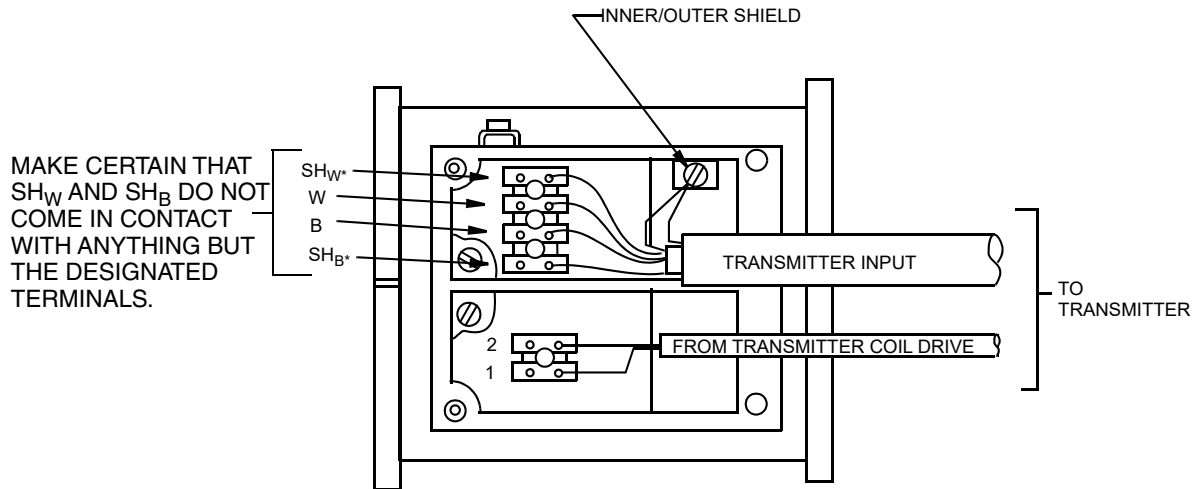 INNER/OUTER SHIELD
MAKE CERTAIN THAT
SHW AND SHB DO NOT
COME IN CONTACT
WITH ANYTHING BUT
THE DESIGNATED
TERMINALS.
SHW*
W
B
SHB*
TRANSMITTER INPUT
TO
TRANSMITTER
2
FROM TRANSMITTER COIL DRIVE
1